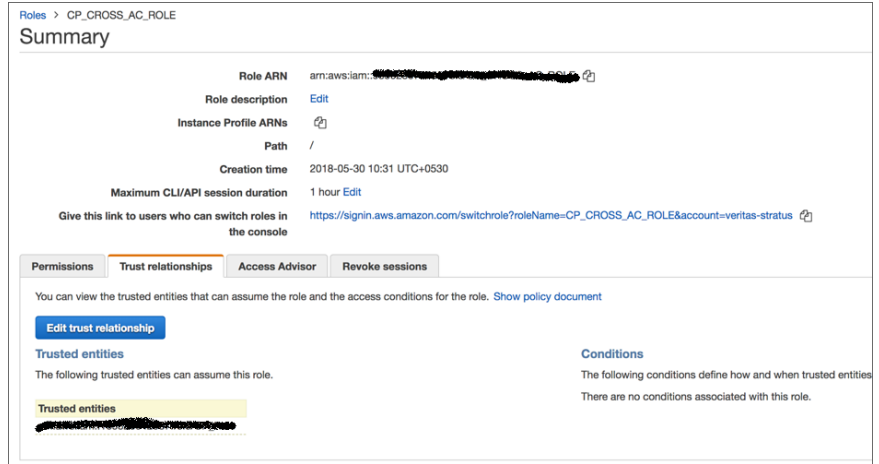 Roles > CP_CROSS_AC_ROLE
Summary
Role ARN arn:aws:iam:
Role description Edit
Instance Profile ARNs
Path /
Creation time 2018-05-30 10:31 UTC+0530
Maximum CLI/API session duration 1 hour Edit
Give this link to users who can switch roles in the console https://signin.aws.amazon.com/switchrole?roleName=CP_CROSS_AC_ROLE&account=veritas-stratus
Permissions Trust relationships Access Advisor Revoke sessions
You can view the trusted entities that can assume the role and the access conditions for the role. Show policy document
Edit trust relationship
Trusted entities Conditions
The following trusted entities can assume this role. The following conditions define how and when trusted entities
There are no conditions associated with this role.
Trusted entities